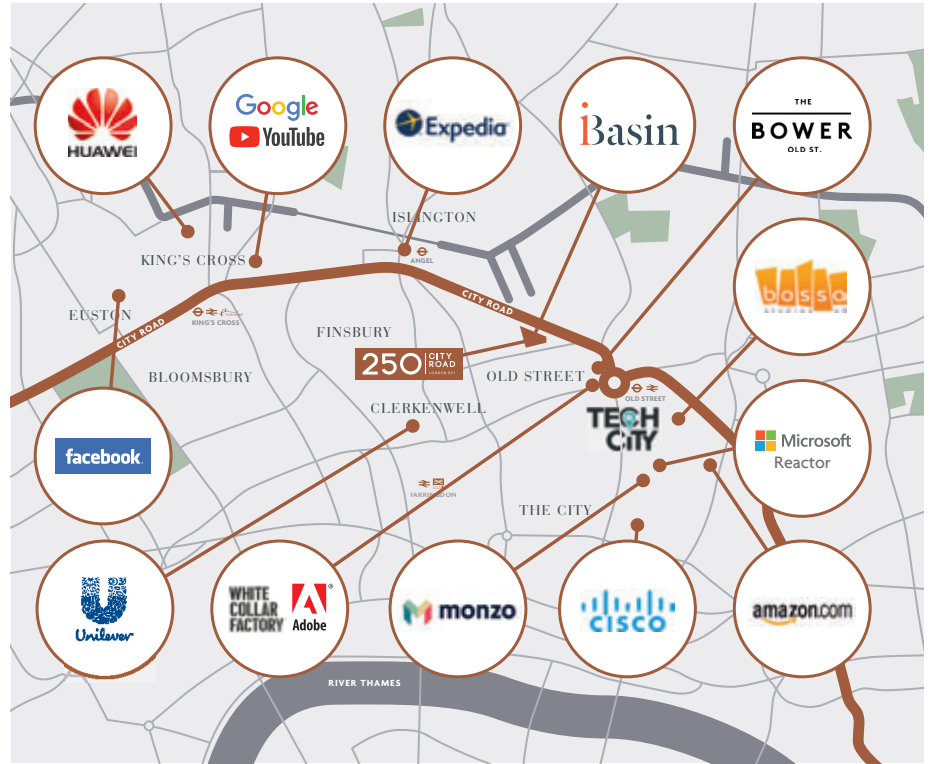 HUAWEI
Google
YouTube
Expedia
iBasin
THE
BOWER
OLD ST.
ISLINGTON
ANGEL
KING'S CROSS
EUSTON
KING'S CROSS
CITY ROAD
CITY ROAD
FINSBURY
250 CITY
ROAD
LONDON EC1
BLOOMSBURY
OLD STREET
OLD STREET
bossa
CLERKENWELL
TECH
CITY
facebook
Microsoft
Reactor
FARRINGDON
THE CITY
Unilever
WHITE
COLLAR
FACTORY
Adobe
monzo
CISCO
amazon.com
RIVER THAMES